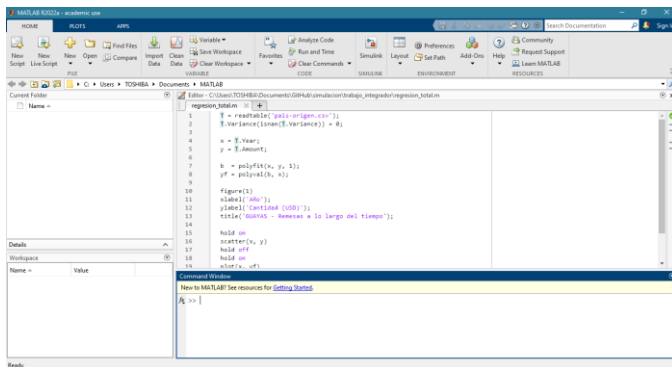 MATLAB R2022a - academic use
HOME PLOTS APPS
Search Documentation Sign In
New Script
New Live Script
New
Open
Find Files
Compare
Import Data
Clean Data
Variable
Save Workspace
Clear Workspace
Favorites
Analyze Code
Run and Time
Clear Commands
Simulink
Layout
Preferences
Set Path
Add-Ons
Help
Community
Request Support
Learn MATLAB
FILE VARIABLE CODE SIMULINK ENVIRONMENT RESOURCES
C: Users TOSHIBA Documents MATLAB
Current Folder
Name
Editor - C:\Users\TOSHIBA\Documents\GitHub\simulacion\trabajo_integrador\regresion_total.m
regresion_total.m
1 T = readtable('pais-origen.csv');
2 T.Variance(isnan(T.Variance)) = 0;
3
4 x = T.Year;
5 y = T.Amount;
6
7 b = polyfit(x, y, 1);
8 yf = polyval(b, x);
9
10 figure(1)
11 xlabel('Año');
12 ylabel('Cantidad (USD)');
13 title('GUAYAS - Remesas a lo largo del tiempo');
14
15 hold on
16 scatter(x, y)
17 hold off
18 hold on
19 plot(x, yf)
Details
Workspace
Name Value
Command Window
New to MATLAB? See resources for Getting Started.
fx >>
Ready